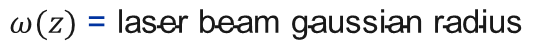 ω(z) = laser beam gaussian radius